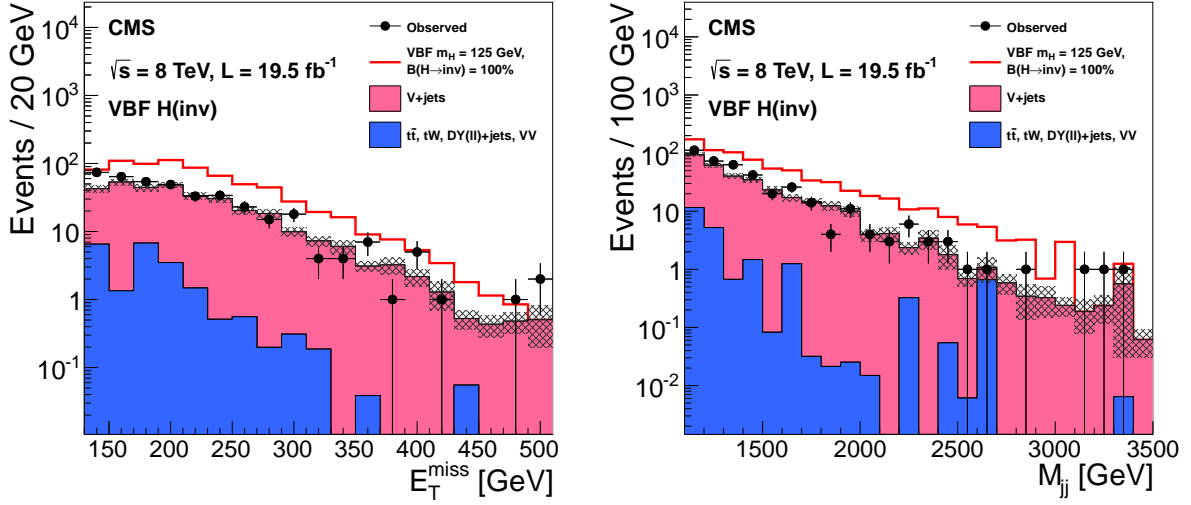 CMS
√s = 8 TeV, L = 19.5 fb⁻¹
VBF H(inv)
Observed
VBF m_H = 125 GeV,
B(H→inv) = 100%
V+jets
tt̄, tW, DY(ll)+jets, VV
Events / 20 GeV
10²
10
1
10⁻¹
150 200 250 300 350 400 450 500
E_T^miss [GeV]
CMS
√s = 8 TeV, L = 19.5 fb⁻¹
VBF H(inv)
Observed
VBF m_H = 125 GeV,
B(H→inv) = 100%
V+jets
tt̄, tW, DY(ll)+jets, VV
Events / 100 GeV
10⁴
10³
10²
10
1
10⁻¹
10⁻²
1500 2000 2500 3000 3500
M_jj [GeV]